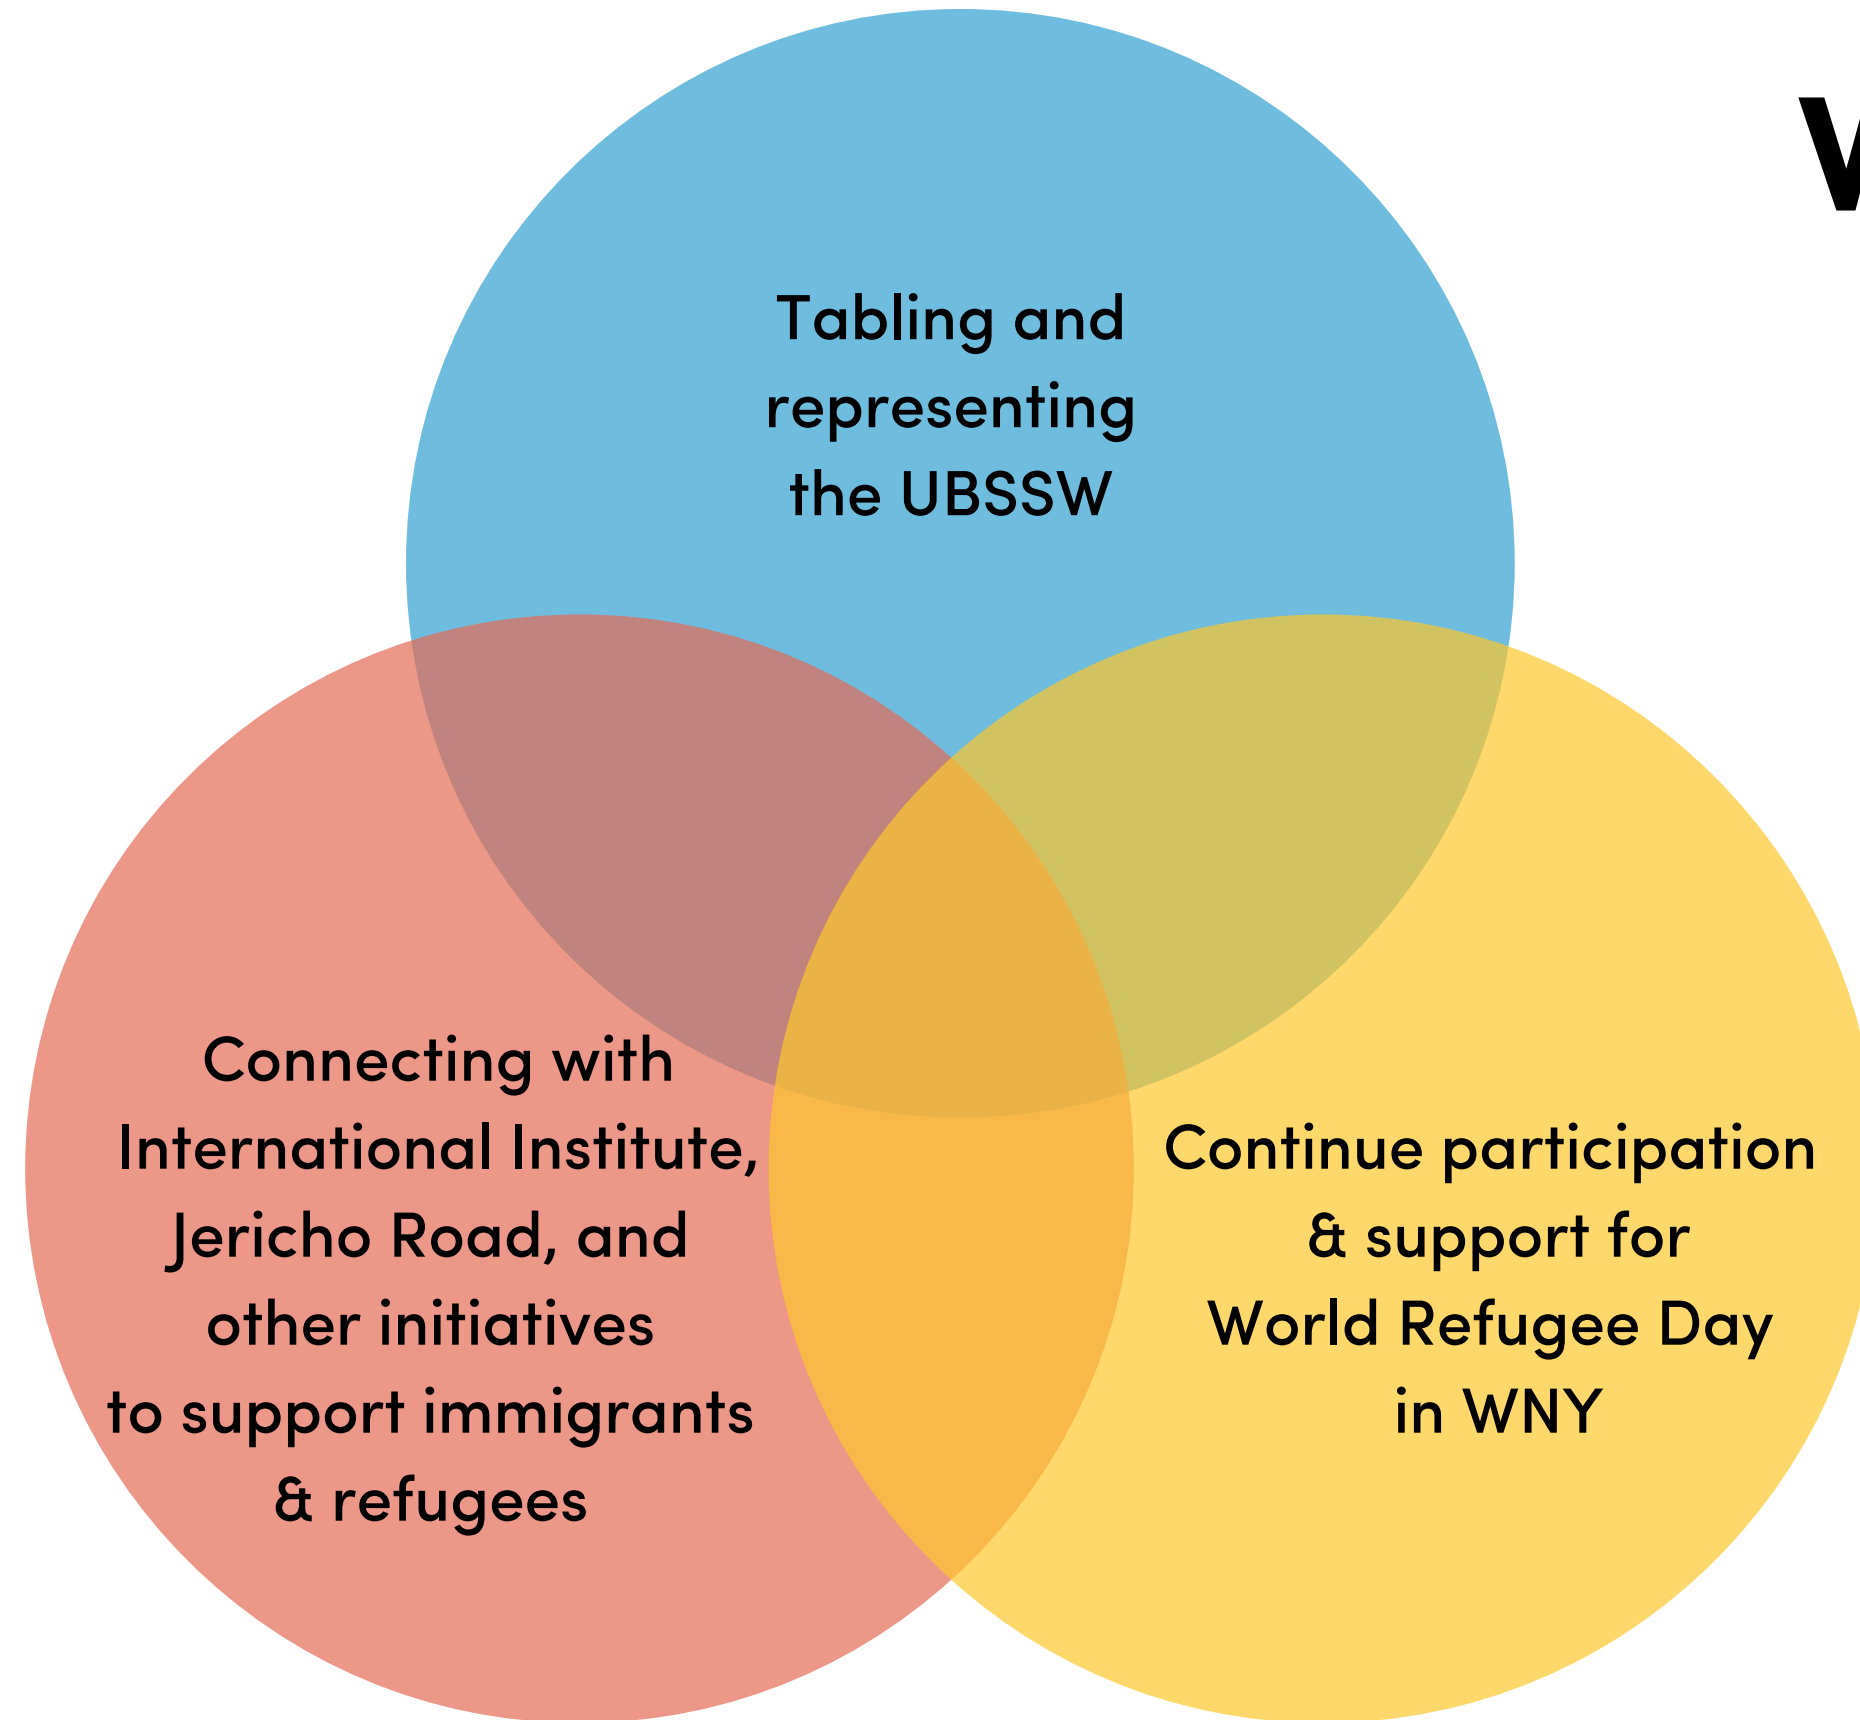 Tabling and
representing
the UBSSW
Connecting with
International Institute,
Jericho Road, and
other initiatives
to support immigrants
& refugees
Continue participation
& support for
World Refugee Day
in WNY